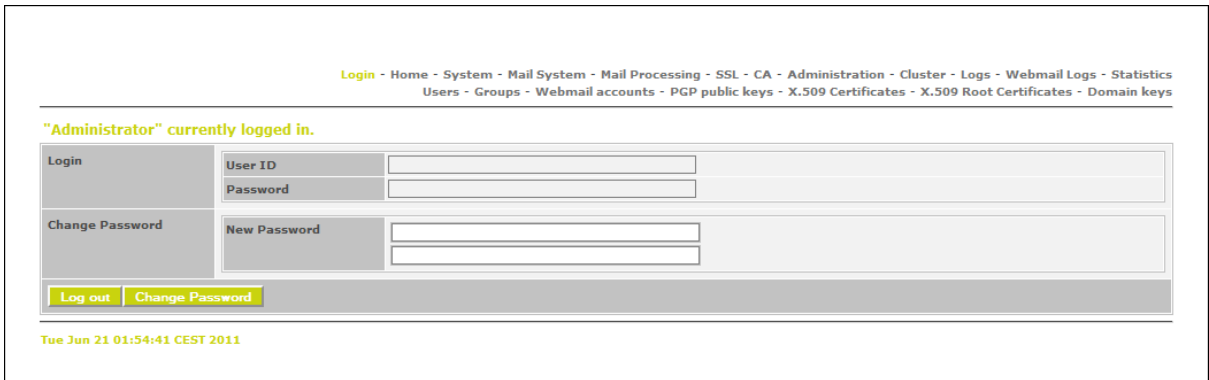 Login - Home - System - Mail System - Mail Processing - SSL - CA - Administration - Cluster - Logs - Webmail Logs - Statistics
Users - Groups - Webmail accounts - PGP public keys - X.509 Certificates - X.509 Root Certificates - Domain keys
"Administrator" currently logged in.
Login
User ID
Password
Change Password
New Password
Log out
Change Password
Tue Jun 21 01:54:41 CEST 2011